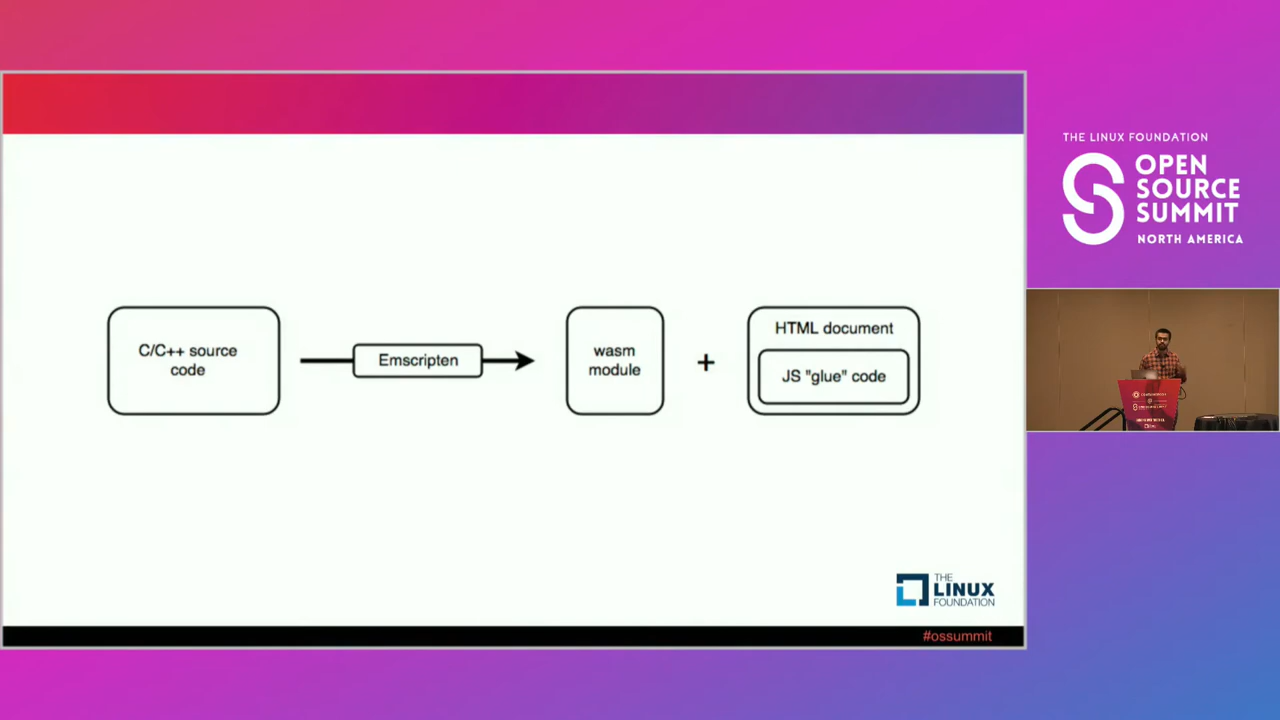 C/C++ source
code
Emscripten
wasm
module
+
HTML document
JS "glue" code
THE
LINUX
FOUNDATION
#ossummit
THE LINUX FOUNDATION
OPEN
SOURCE
SUMMIT
NORTH AMERICA